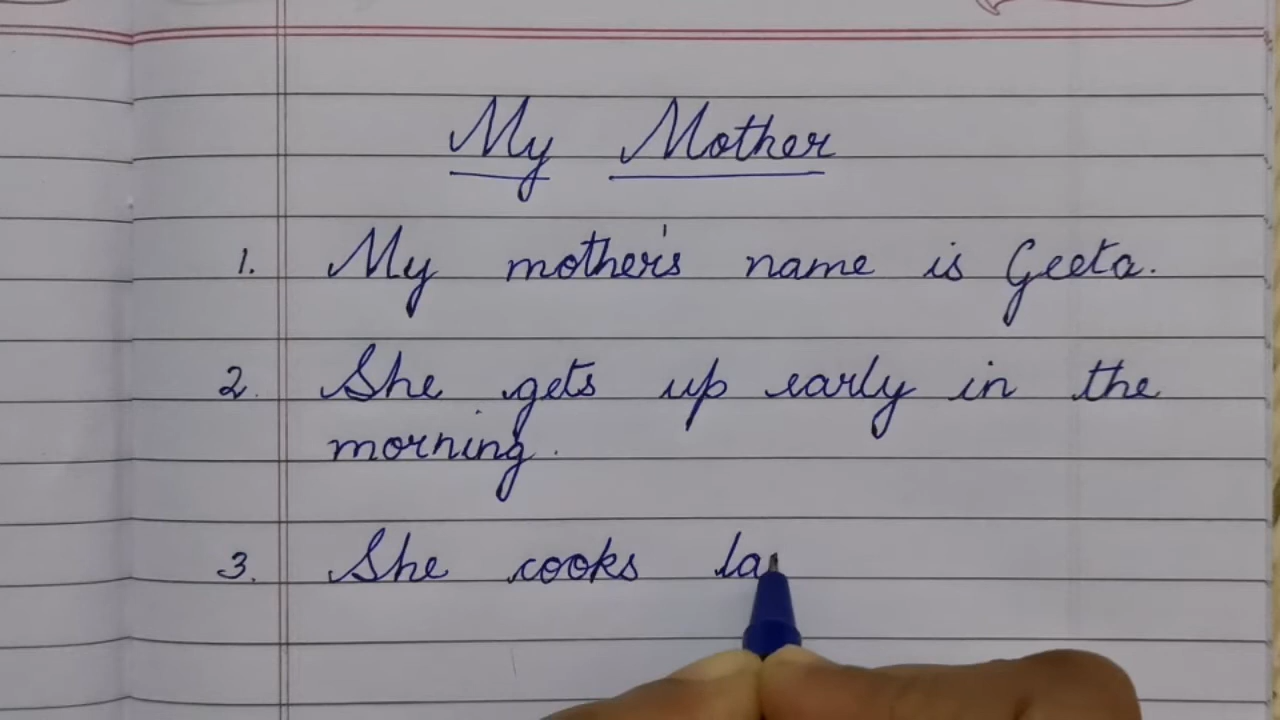 My Mother
1. My mother's name is Geeta.
2. She gets up early in the
morning.
3. She cooks